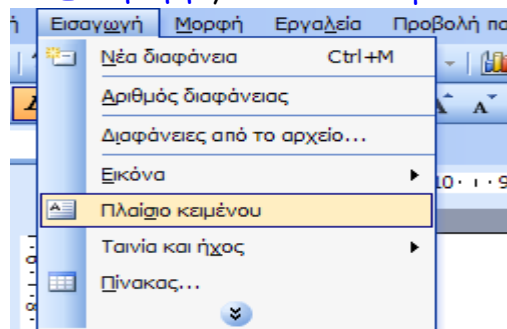 Εισαγωγή Μορφή Εργαλεία Προβολή
Νέα διαφάνεια Ctrl+M
Αριθμός διαφάνειας
Διαφάνειες από το αρχείο...
Εικόνα
Πλαίσιο κειμένου
Ταινία και ήχος
Πίνακας...